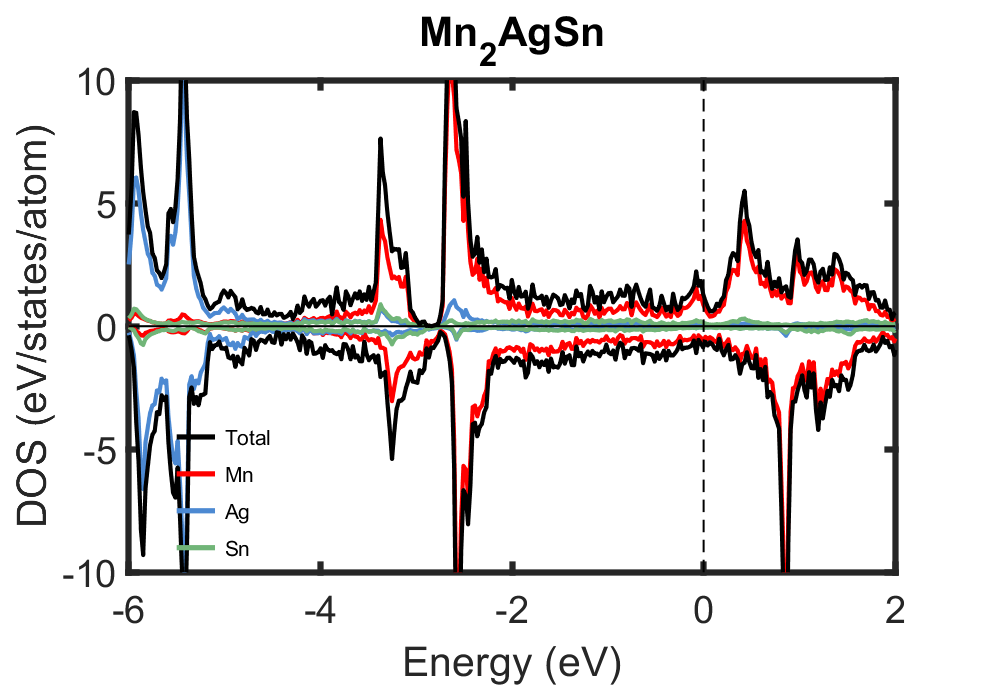 Mn2AgSn
DOS (eV/states/atom)
10
5
0
-5
-10
Total
Mn
Ag
Sn
-6
-4
-2
0
2
Energy (eV)